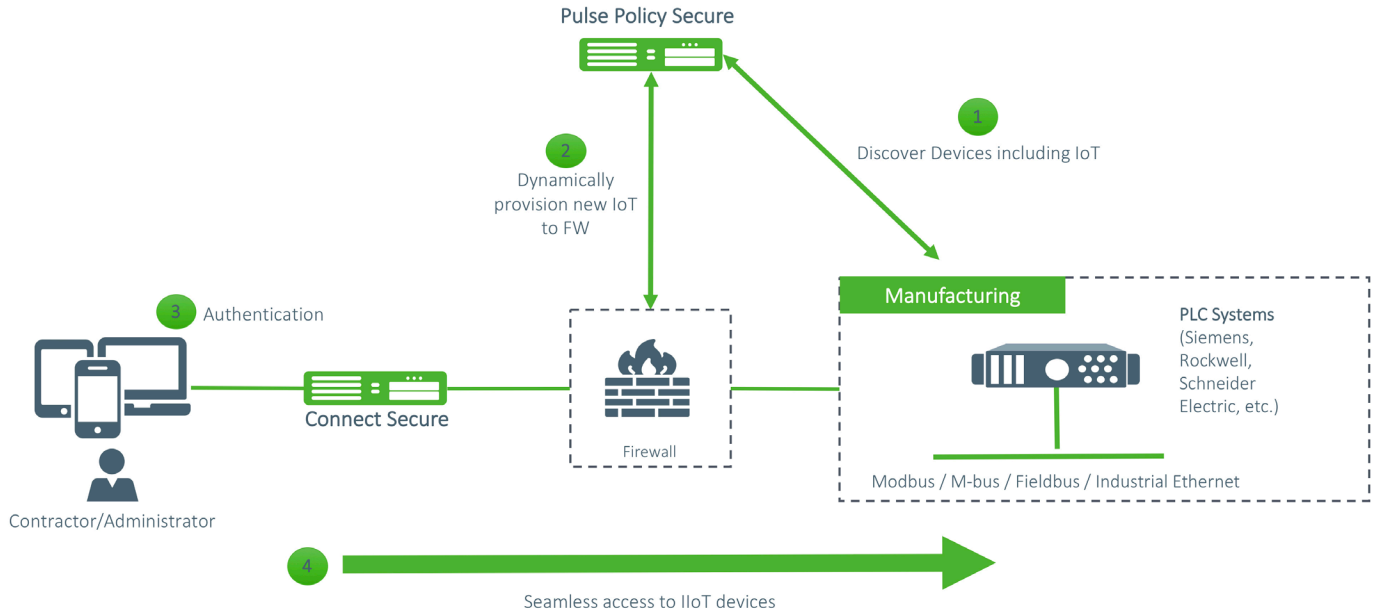 Pulse Policy Secure
1
Discover Devices including IoT
2
Dynamically
provision new IoT
to FW
3
Authentication
Connect Secure
Contractor/Administrator
Firewall
Manufacturing
PLC Systems
(Siemens,
Rockwell,
Schneider
Electric, etc.)
Modbus / M-bus / Fieldbus / Industrial Ethernet
4
Seamless access to IIoT devices